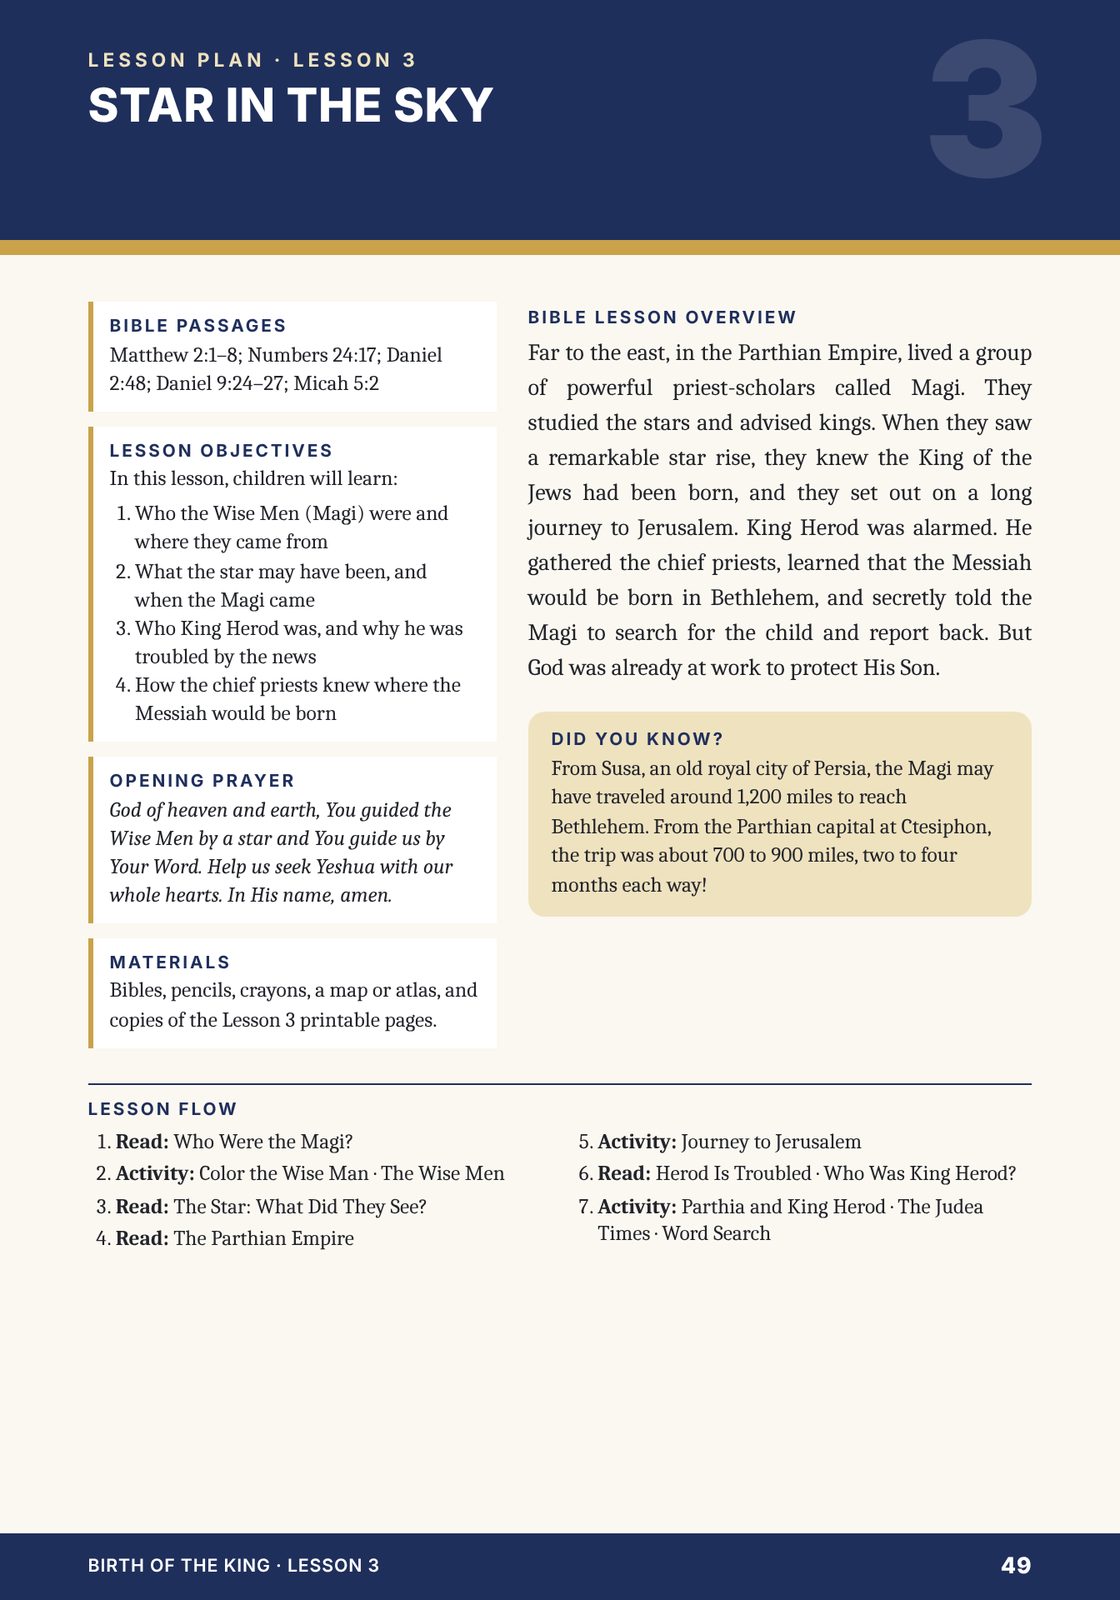 LESSON PLAN · LESSON 3
STAR IN THE SKY
3
BIBLE PASSAGES
Matthew 2:1–8; Numbers 24:17; Daniel
2:48; Daniel 9:24–27; Micah 5:2
LESSON OBJECTIVES
In this lesson, children will learn:
1. Who the Wise Men (Magi) were and
where they came from
2. What the star may have been, and
when the Magi came
3. Who King Herod was, and why he was
troubled by the news
4. How the chief priests knew where the
Messiah would be born
OPENING PRAYER
God of heaven and earth, You guided the
Wise Men by a star and You guide us by
Your Word. Help us seek Yeshua with our
whole hearts. In His name, amen.
MATERIALS
Bibles, pencils, crayons, a map or atlas, and
copies of the Lesson 3 printable pages.
BIBLE LESSON OVERVIEW
Far to the east, in the Parthian Empire, lived a group
of powerful priest-scholars called Magi. They
studied the stars and advised kings. When they saw
a remarkable star rise, they knew the King of the
Jews had been born, and they set out on a long
journey to Jerusalem. King Herod was alarmed. He
gathered the chief priests, learned that the Messiah
would be born in Bethlehem, and secretly told the
Magi to search for the child and report back. But
God was already at work to protect His Son.
DID YOU KNOW?
From Susa, an old royal city of Persia, the Magi may
have traveled around 1,200 miles to reach
Bethlehem. From the Parthian capital at Ctesiphon,
the trip was about 700 to 900 miles, two to four
months each way!
LESSON FLOW
1. Read: Who Were the Magi?
2. Activity: Color the Wise Man · The Wise Men
3. Read: The Star: What Did They See?
4. Read: The Parthian Empire
5. Activity: Journey to Jerusalem
6. Read: Herod Is Troubled · Who Was King Herod?
7. Activity: Parthia and King Herod · The Judea
Times · Word Search
BIRTH OF THE KING · LESSON 3
49